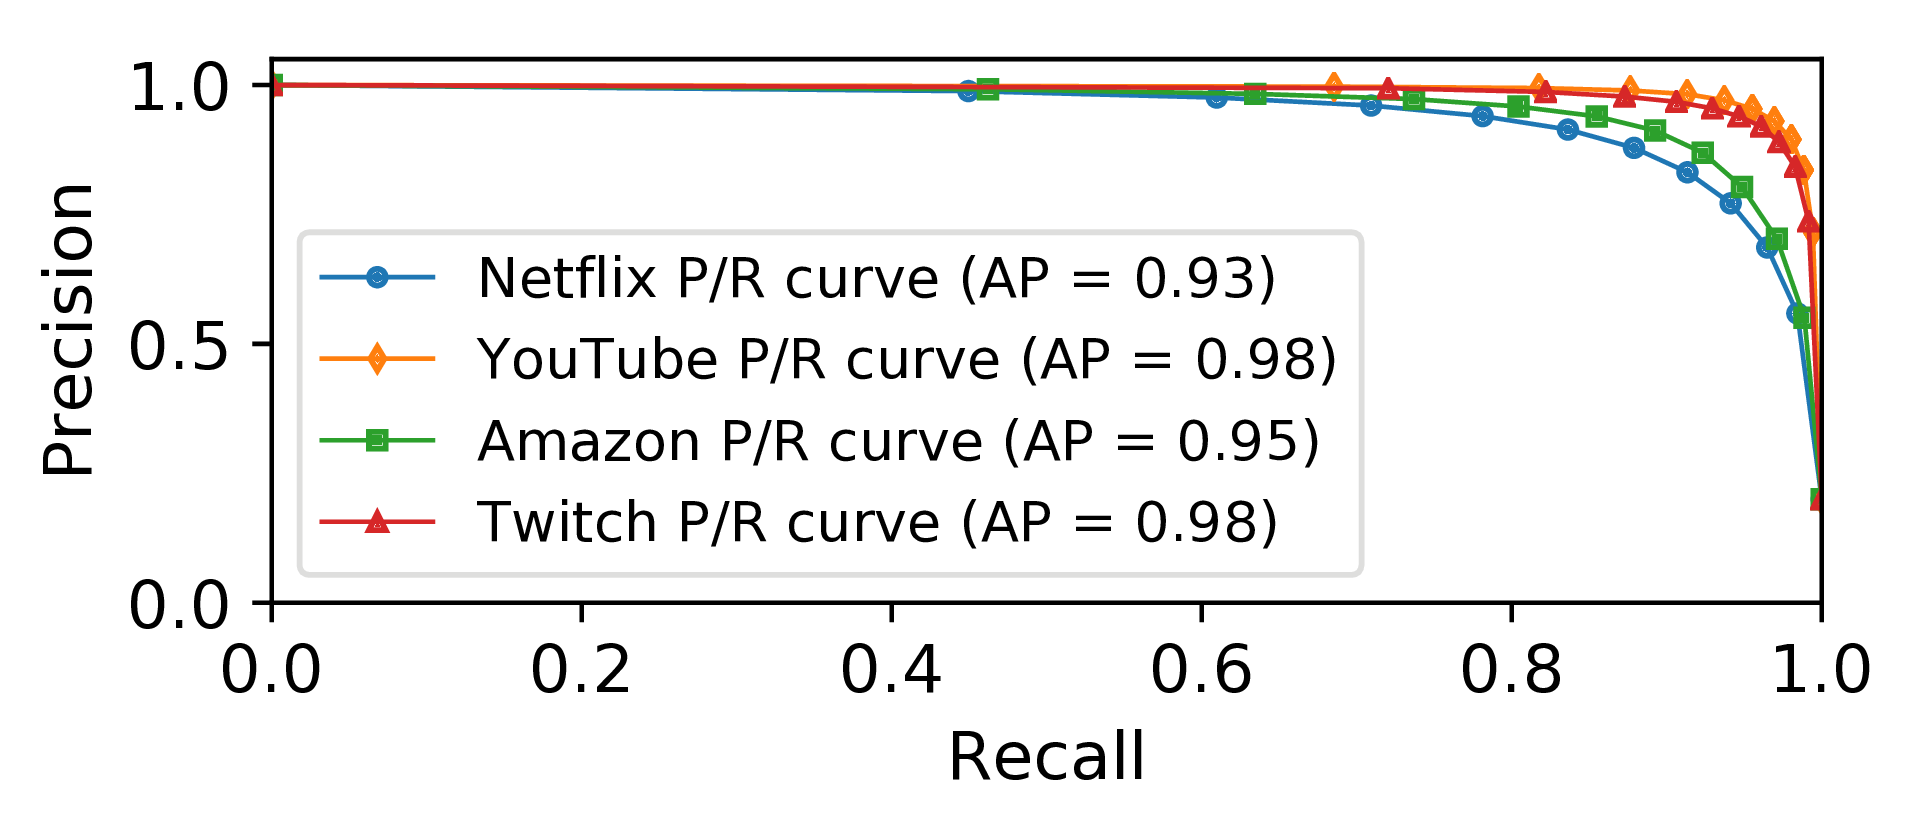 1.0
0.5
0.0
Precision
Netflix P/R curve (AP = 0.93)
YouTube P/R curve (AP = 0.98)
Amazon P/R curve (AP = 0.95)
Twitch P/R curve (AP = 0.98)
0.0 0.2 0.4 0.6 0.8 1.0
Recall